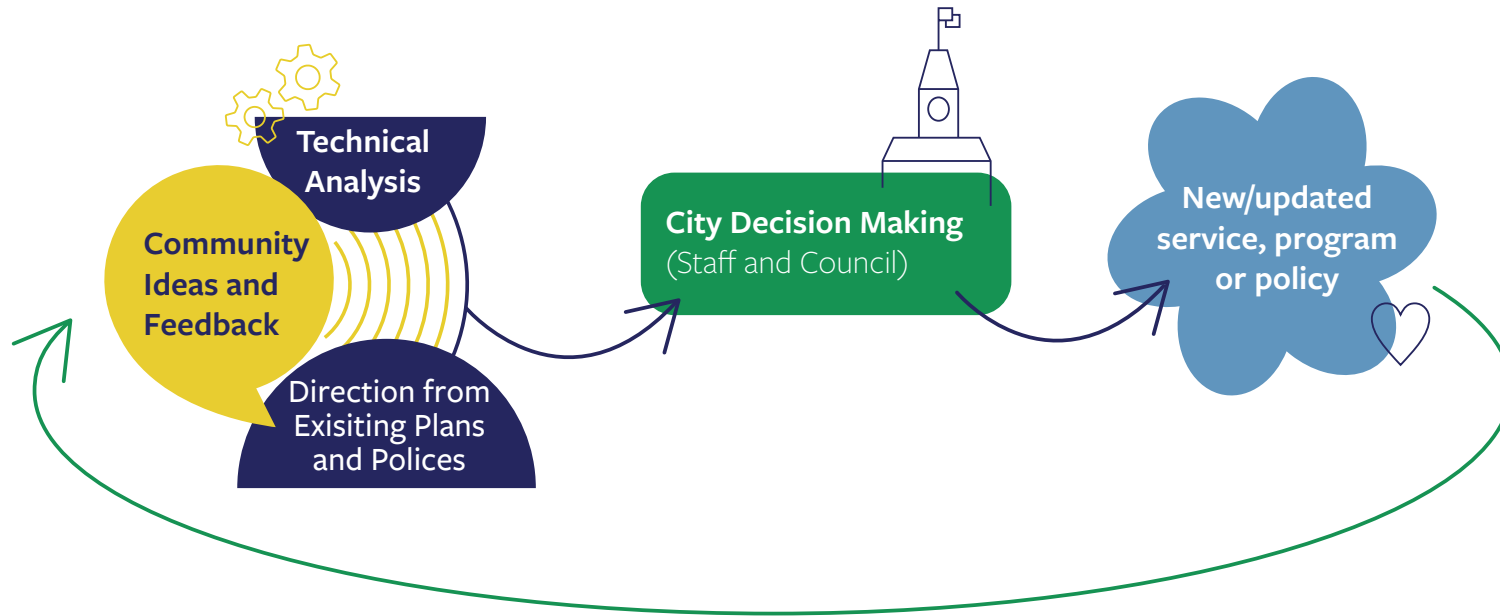 Technical
Analysis
Community
Ideas and
Feedback
Direction from
Exisiting Plans
and Polices
City Decision Making
(Staff and Council)
New/updated
service, program
or policy